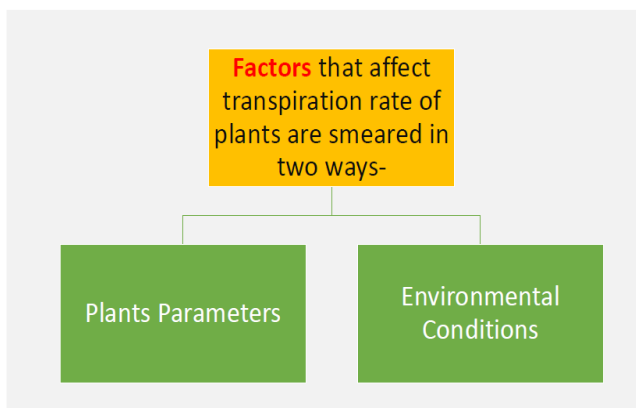 Factors that affect
transpiration rate of
plants are smeared in
two ways-
Plants Parameters
Environmental
Conditions